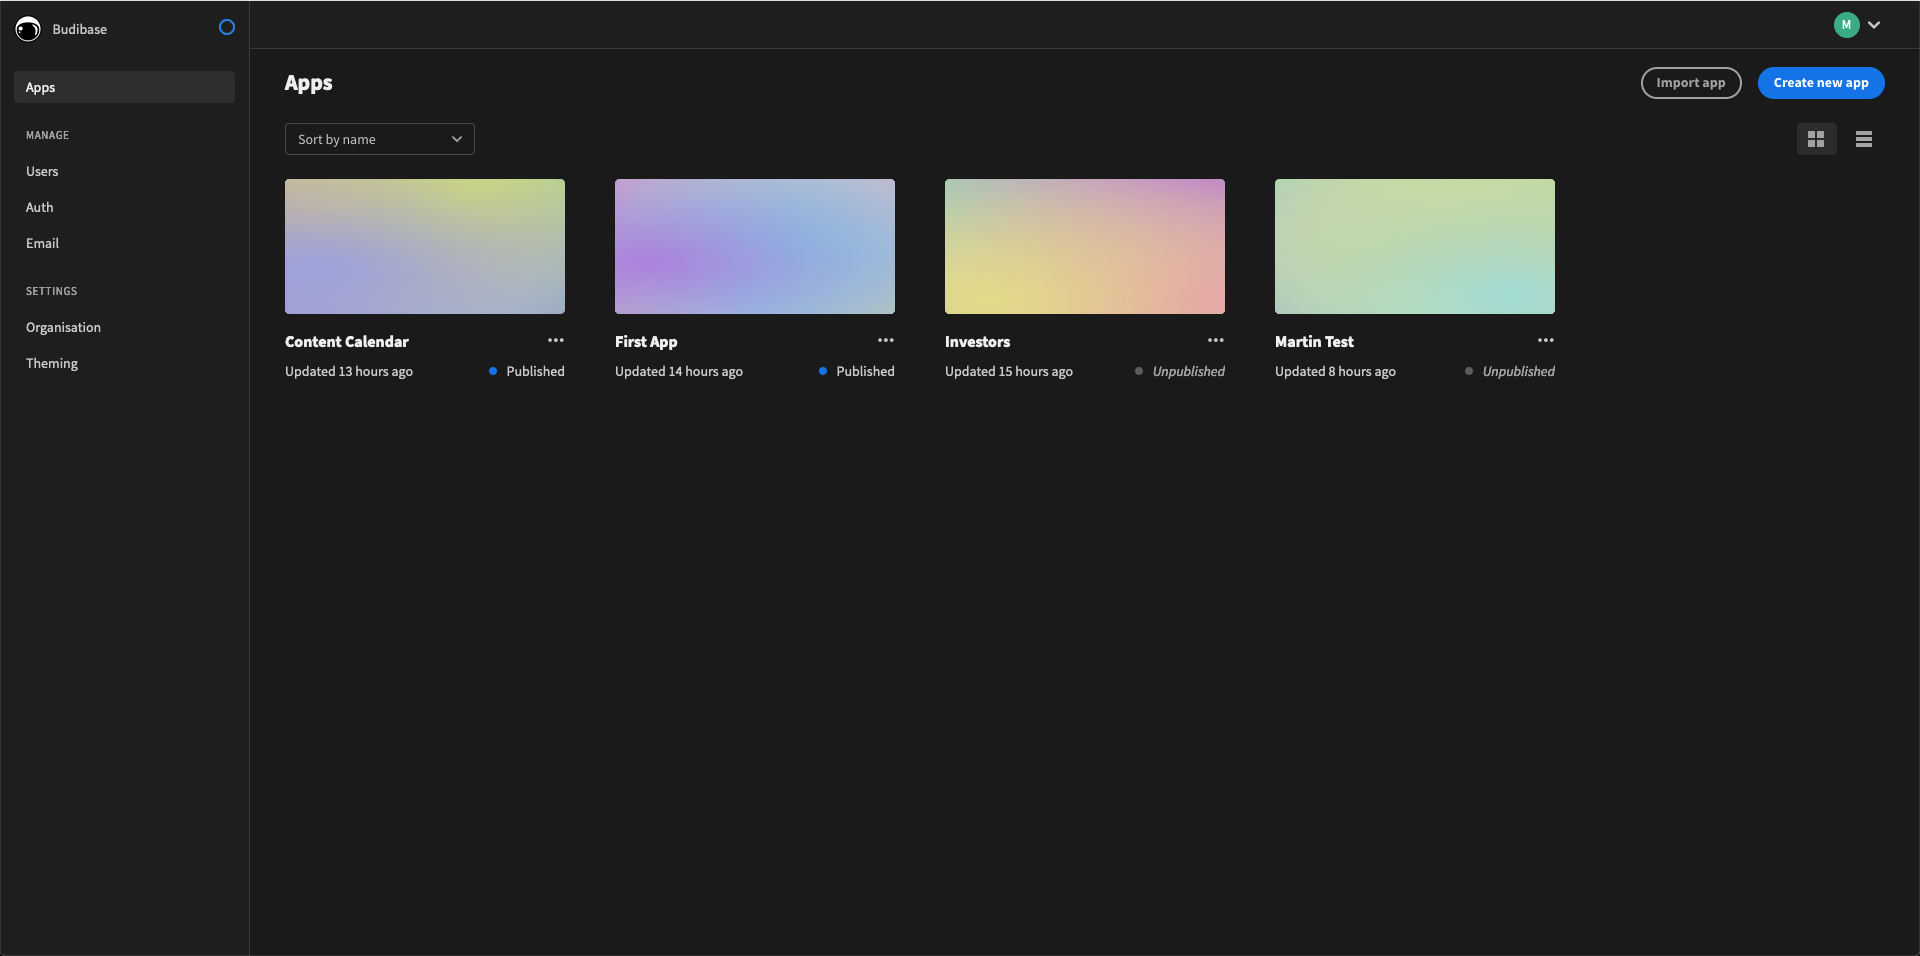 Budibase
M
Apps
Apps
Import app
Create new app
MANAGE
Sort by name
Users
Auth
Email
SETTINGS
Organisation
Theming
Content Calendar
Updated 13 hours ago
Published
First App
Updated 14 hours ago
Published
Investors
Updated 15 hours ago
Unpublished
Martin Test
Updated 8 hours ago
Unpublished